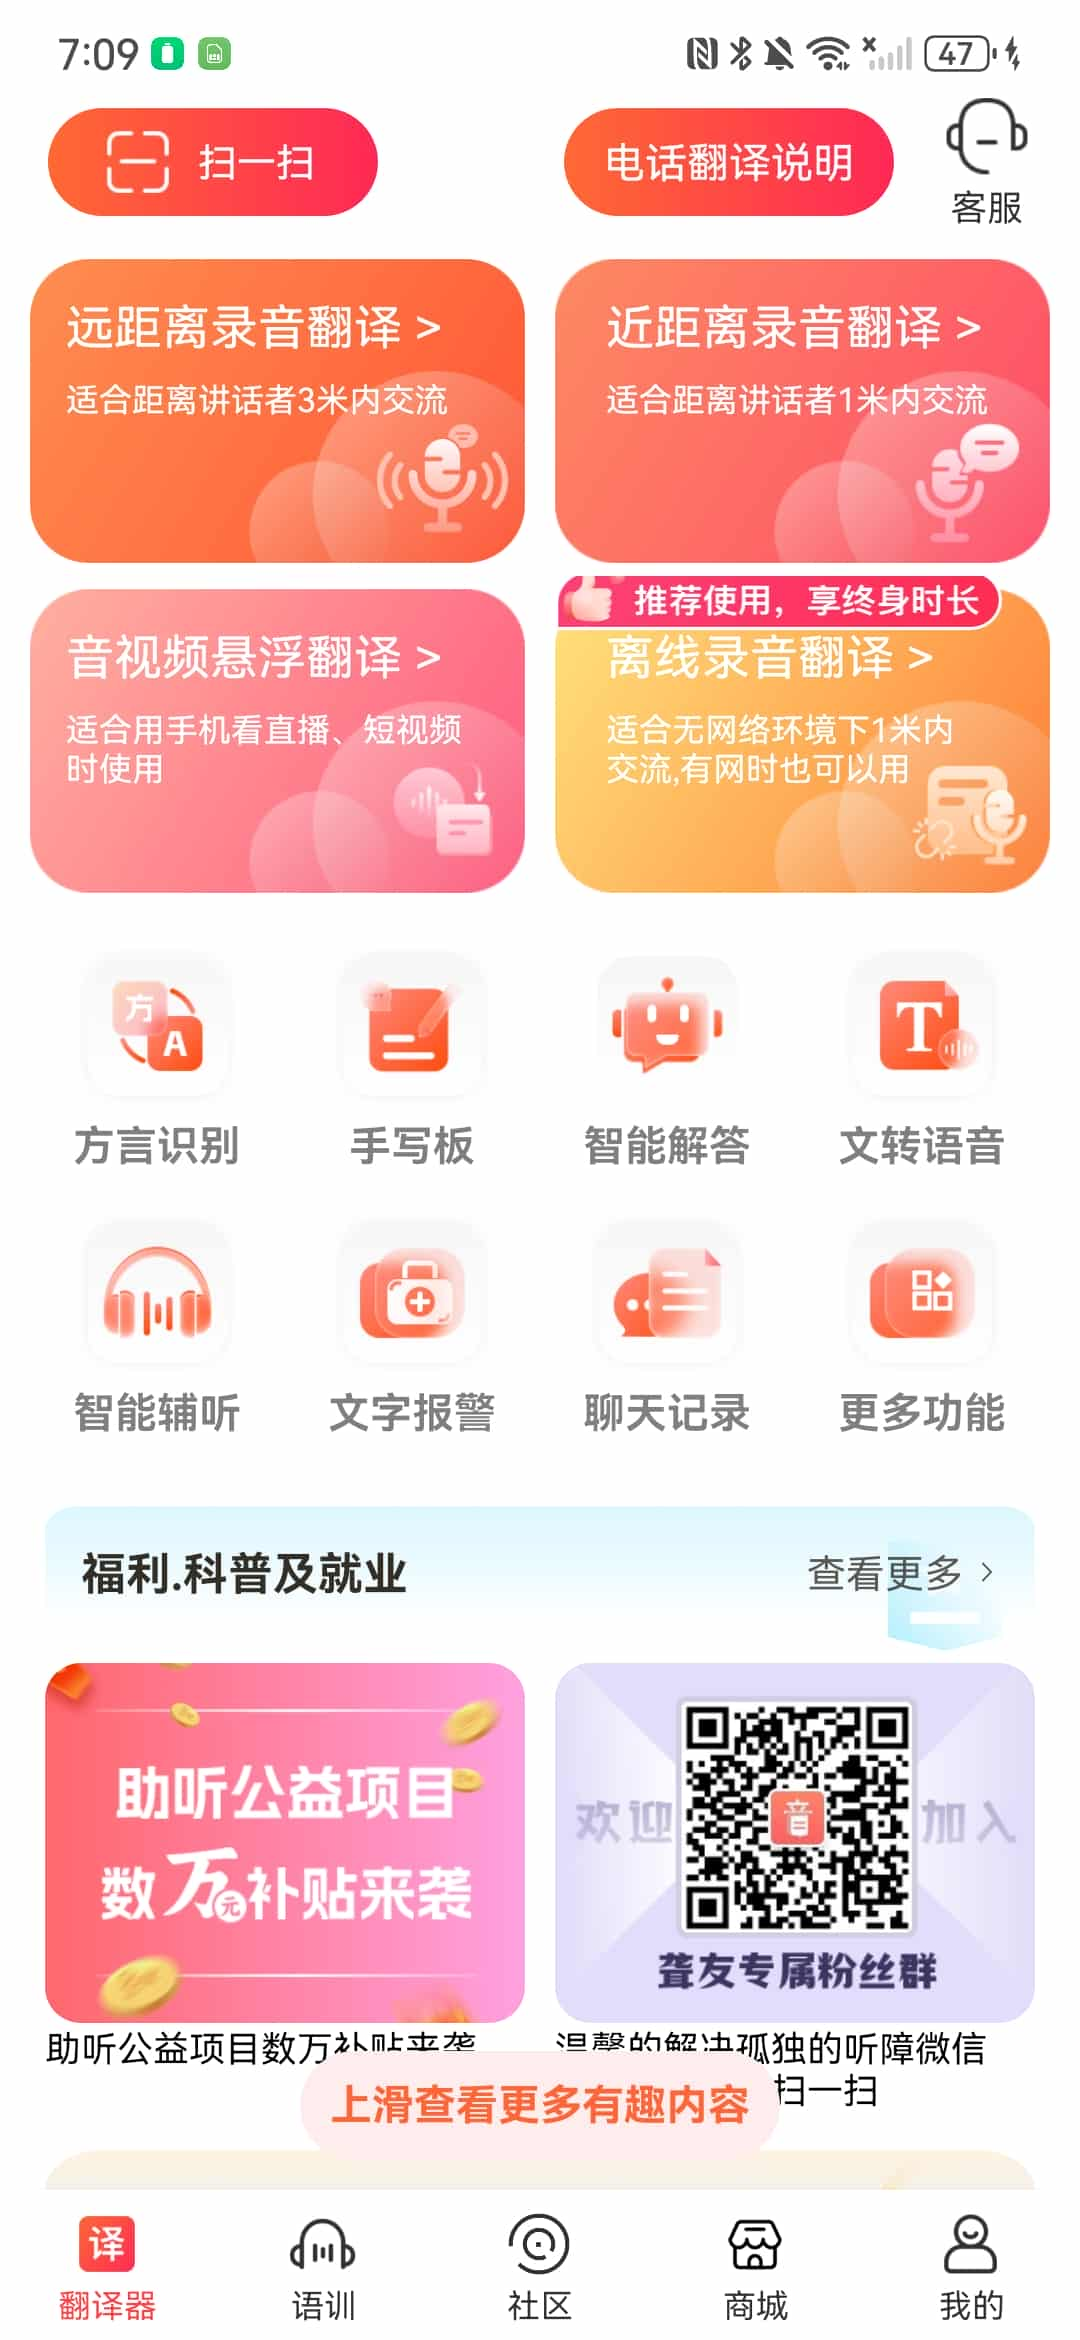 7:09
47
扫一扫
电话翻译说明
客服
远距离录音翻译 >
适合距离讲话者3米内交流
近距离录音翻译 >
适合距离讲话者1米内交流
音视频悬浮翻译 >
适合用手机看直播、短视频
时使用
推荐使用，享终身时长
离线录音翻译 >
适合无网络环境下1米内
交流,有网时也可以用
方
A
T
方言识别
手写板
智能解答
文转语音
智能辅听
文字报警
聊天记录
更多功能
福利.科普及就业
查看更多 >
助听公益项目
数万元补贴来袭
欢迎
音
加入
聋友专属粉丝群
助听公益项目数万补贴来袭
温馨的解决孤独的听障微信
扫一扫
上滑查看更多有趣内容
译
翻译器
语训
社区
商城
我的